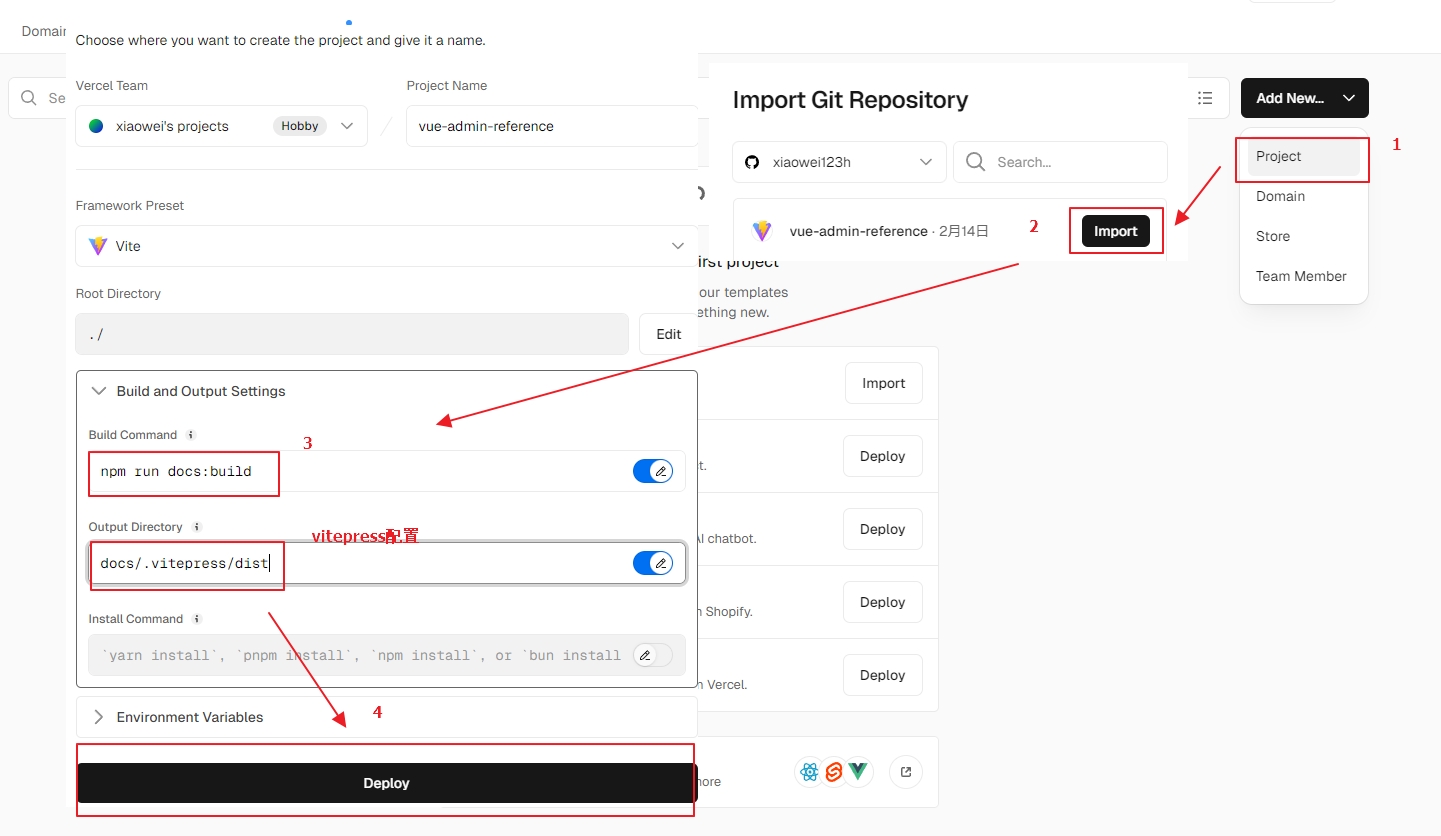 Domain
Choose where you want to create the project and give it a name.
Vercel Team
Project Name
xiaowei's projects
Hobby
vue-admin-reference
Framework Preset
Vite
Root Directory
./
Edit
Build and Output Settings
Build Command
3
npm run docs:build
Output Directory
vitepress配置
docs/.vitepress/dist
Install Command
`yarn install`, `pnpm install`, `npm install`, or `bun install
4
Environment Variables
Deploy
Import Git Repository
xiaowei123h
Search...
vue-admin-reference · 2月14日
2
Import
Add New...
1
Project
Domain
Store
Team Member
irst project
our templates
ething new.
Import
t.
Deploy
AI chatbot.
Deploy
n Shopify.
Deploy
n Vercel.
Deploy
more